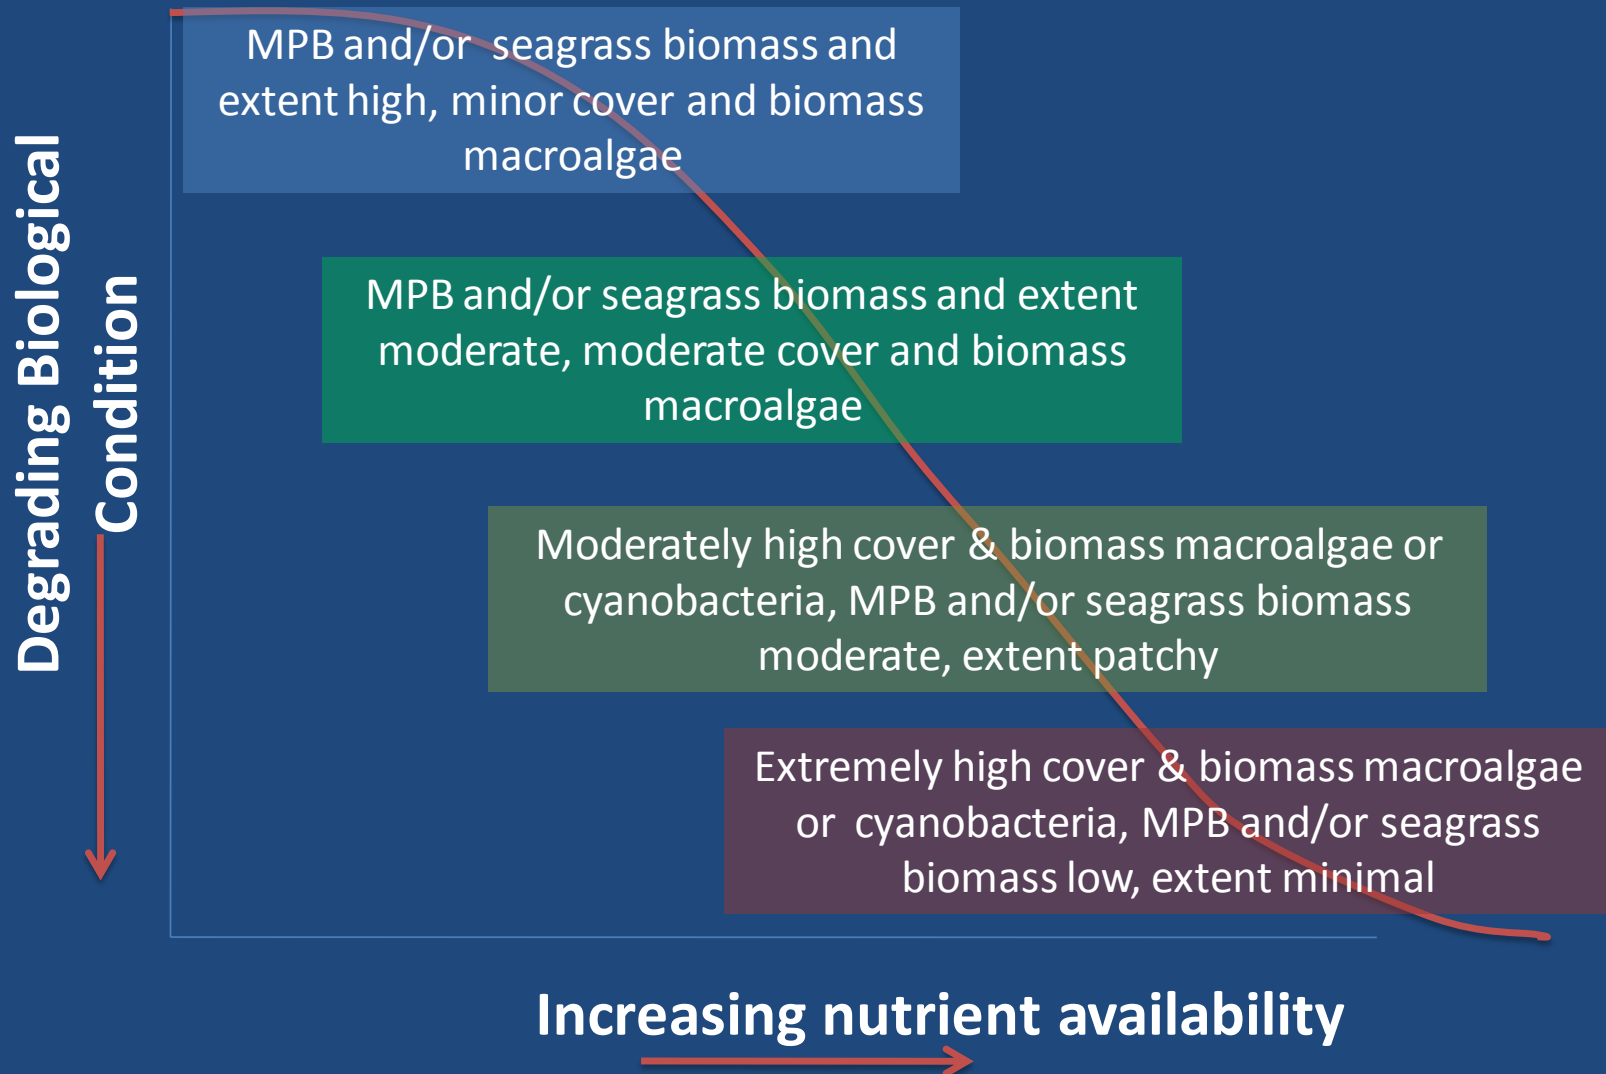 Degrading Biological
Condition
MPB and/or seagrass biomass and
extent high, minor cover and biomass
macroalgae
MPB and/or seagrass biomass and extent
moderate, moderate cover and biomass
macroalgae
Moderately high cover & biomass macroalgae or
cyanobacteria, MPB and/or seagrass biomass
moderate, extent patchy
Extremely high cover & biomass macroalgae
or cyanobacteria, MPB and/or seagrass
biomass low, extent minimal
Increasing nutrient availability